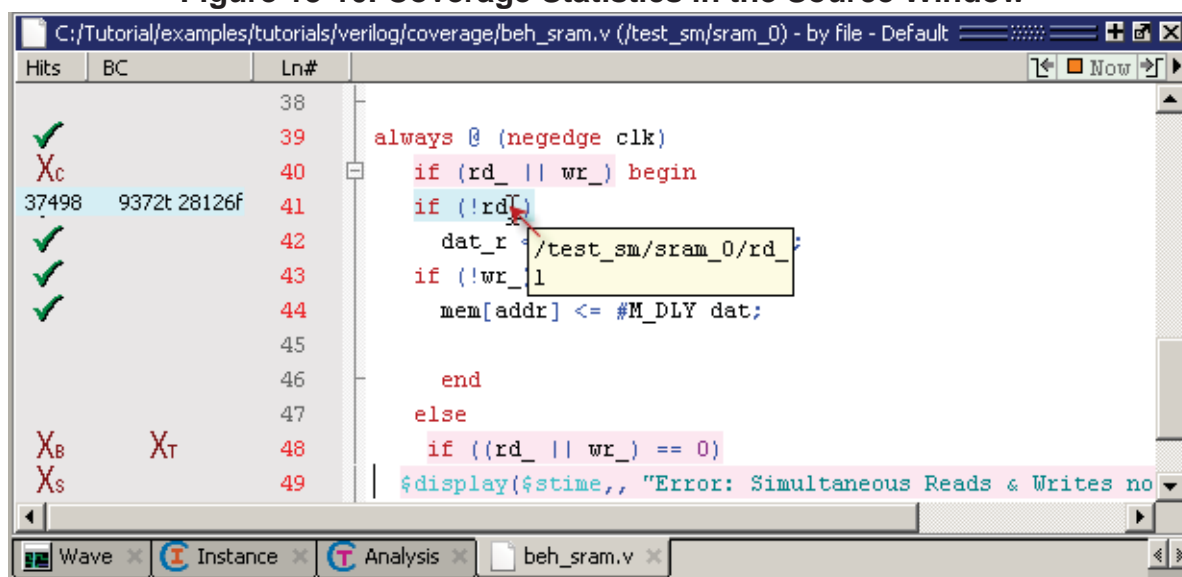 Figure 15-10. Coverage Statistics in the Source Window
C:/Tutorial/examples/tutorials/verilog/coverage/beh_sram.v (/test_sm/sram_0) - by file - Default
Hits BC Ln# Now
38
39 always @ (negedge clk)
Xc 40 if (rd_ || wr_) begin
37498 9372t 28126f 41 if (!rd_)
42 dat_r ;
/test_sm/sram_0/rd_
43 if (!wr_)
1
44 mem[addr] <= #M_DLY dat;
45
46 end
47 else
XB XT 48 if ((rd_ || wr_) == 0)
Xs 49 $display($stime,, "Error: Simultaneous Reads & Writes no
Wave Instance Analysis beh_sram.v